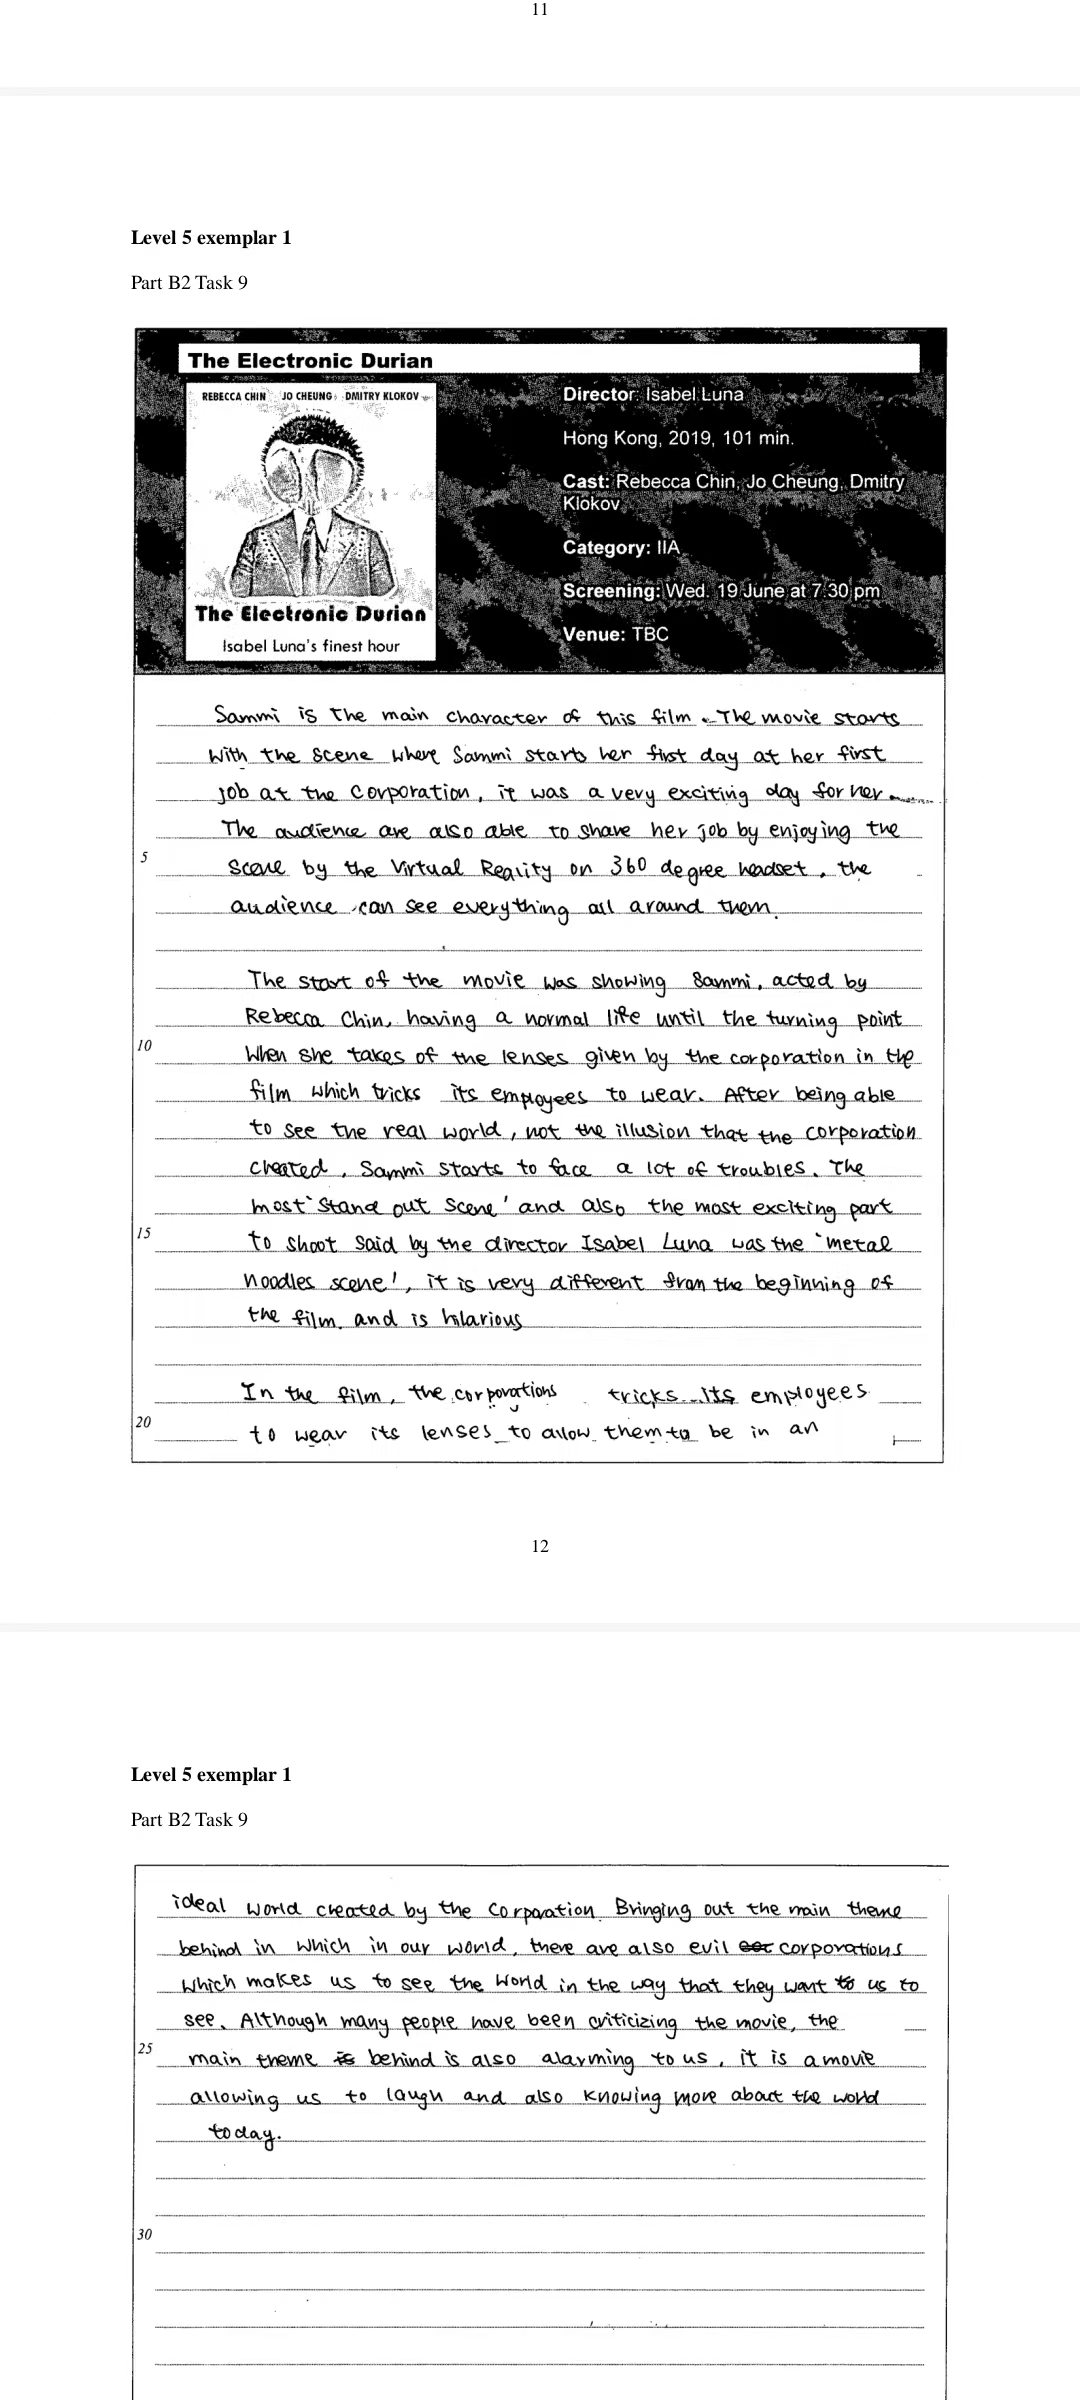 11
Level 5 exemplar 1
Part B2 Task 9
The Electronic Durian
REBECCA CHIN JO CHEUNG DMITRY KLOKOV
The Electronic Durian
Isabel Luna's finest hour
Director: Isabel Luna
Hong Kong, 2019, 101 min.
Cast: Rebecca Chin, Jo Cheung, Dmitry
Klokov
Category: IIA
Screening: Wed. 19 June at 7:30 pm
Venue: TBC
Sammi is the main character of this film. The movie starts
with the scene where Sammi starts her first day at her first
job at the corporation, it was a very exciting day for her.
The audience are also able to share her job by enjoying the
5
scene by the Virtual Reality on 360 degree headset, the
audience can see everything all around them.
The start of the movie was showing Sammi, acted by
Rebecca Chin, having a normal life until the turning point
10
when she takes of the lenses given by the corporation in the
film which tricks its employees to wear. After being able
to see the real world, not the illusion that the corporation
created, Sammi starts to face a lot of troubles. The
most 'stand out scene' and also the most exciting part
15
to shoot said by the director Isabel Luna was the 'metal
noodles scene', it is very different from the beginning of
the film. and is hilarious
In the film, the corporations tricks its employees
20
to wear its lenses to allow them to be in an
12
Level 5 exemplar 1
Part B2 Task 9
ideal world created by the corporation. Bringing out the main theme
behind in which in our world, there are also evil corporations
which makes us to see the world in the way that they want us to
see. Although many people have been criticizing the movie, the
25
main theme behind is also alarming to us, it is a movie
allowing us to laugh and also knowing more about the world
today.
30